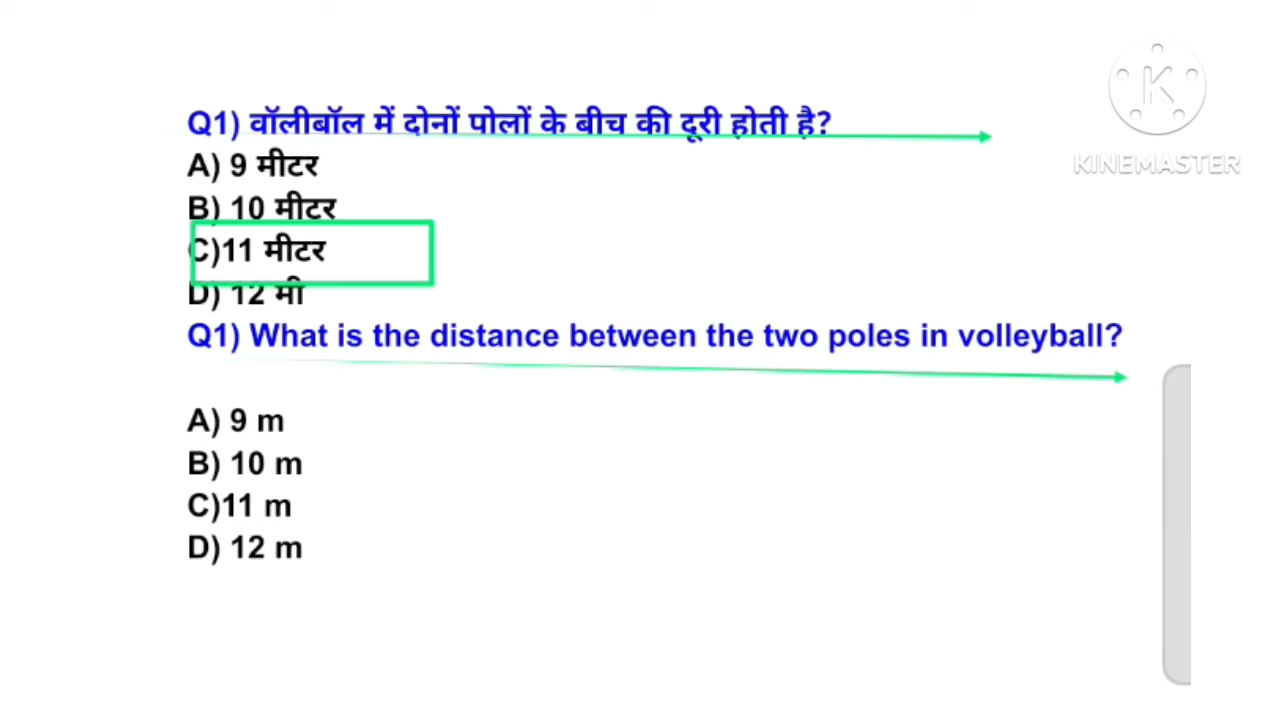 Q1) वॉलीबॉल में दोनों पोलों के बीच की दूरी होती है?
A) 9 मीटर
B) 10 मीटर
C)11 मीटर
D) 12 मी
Q1) What is the distance between the two poles in volleyball?
A) 9 m
B) 10 m
C)11 m
D) 12 m
K
KINEMASTER